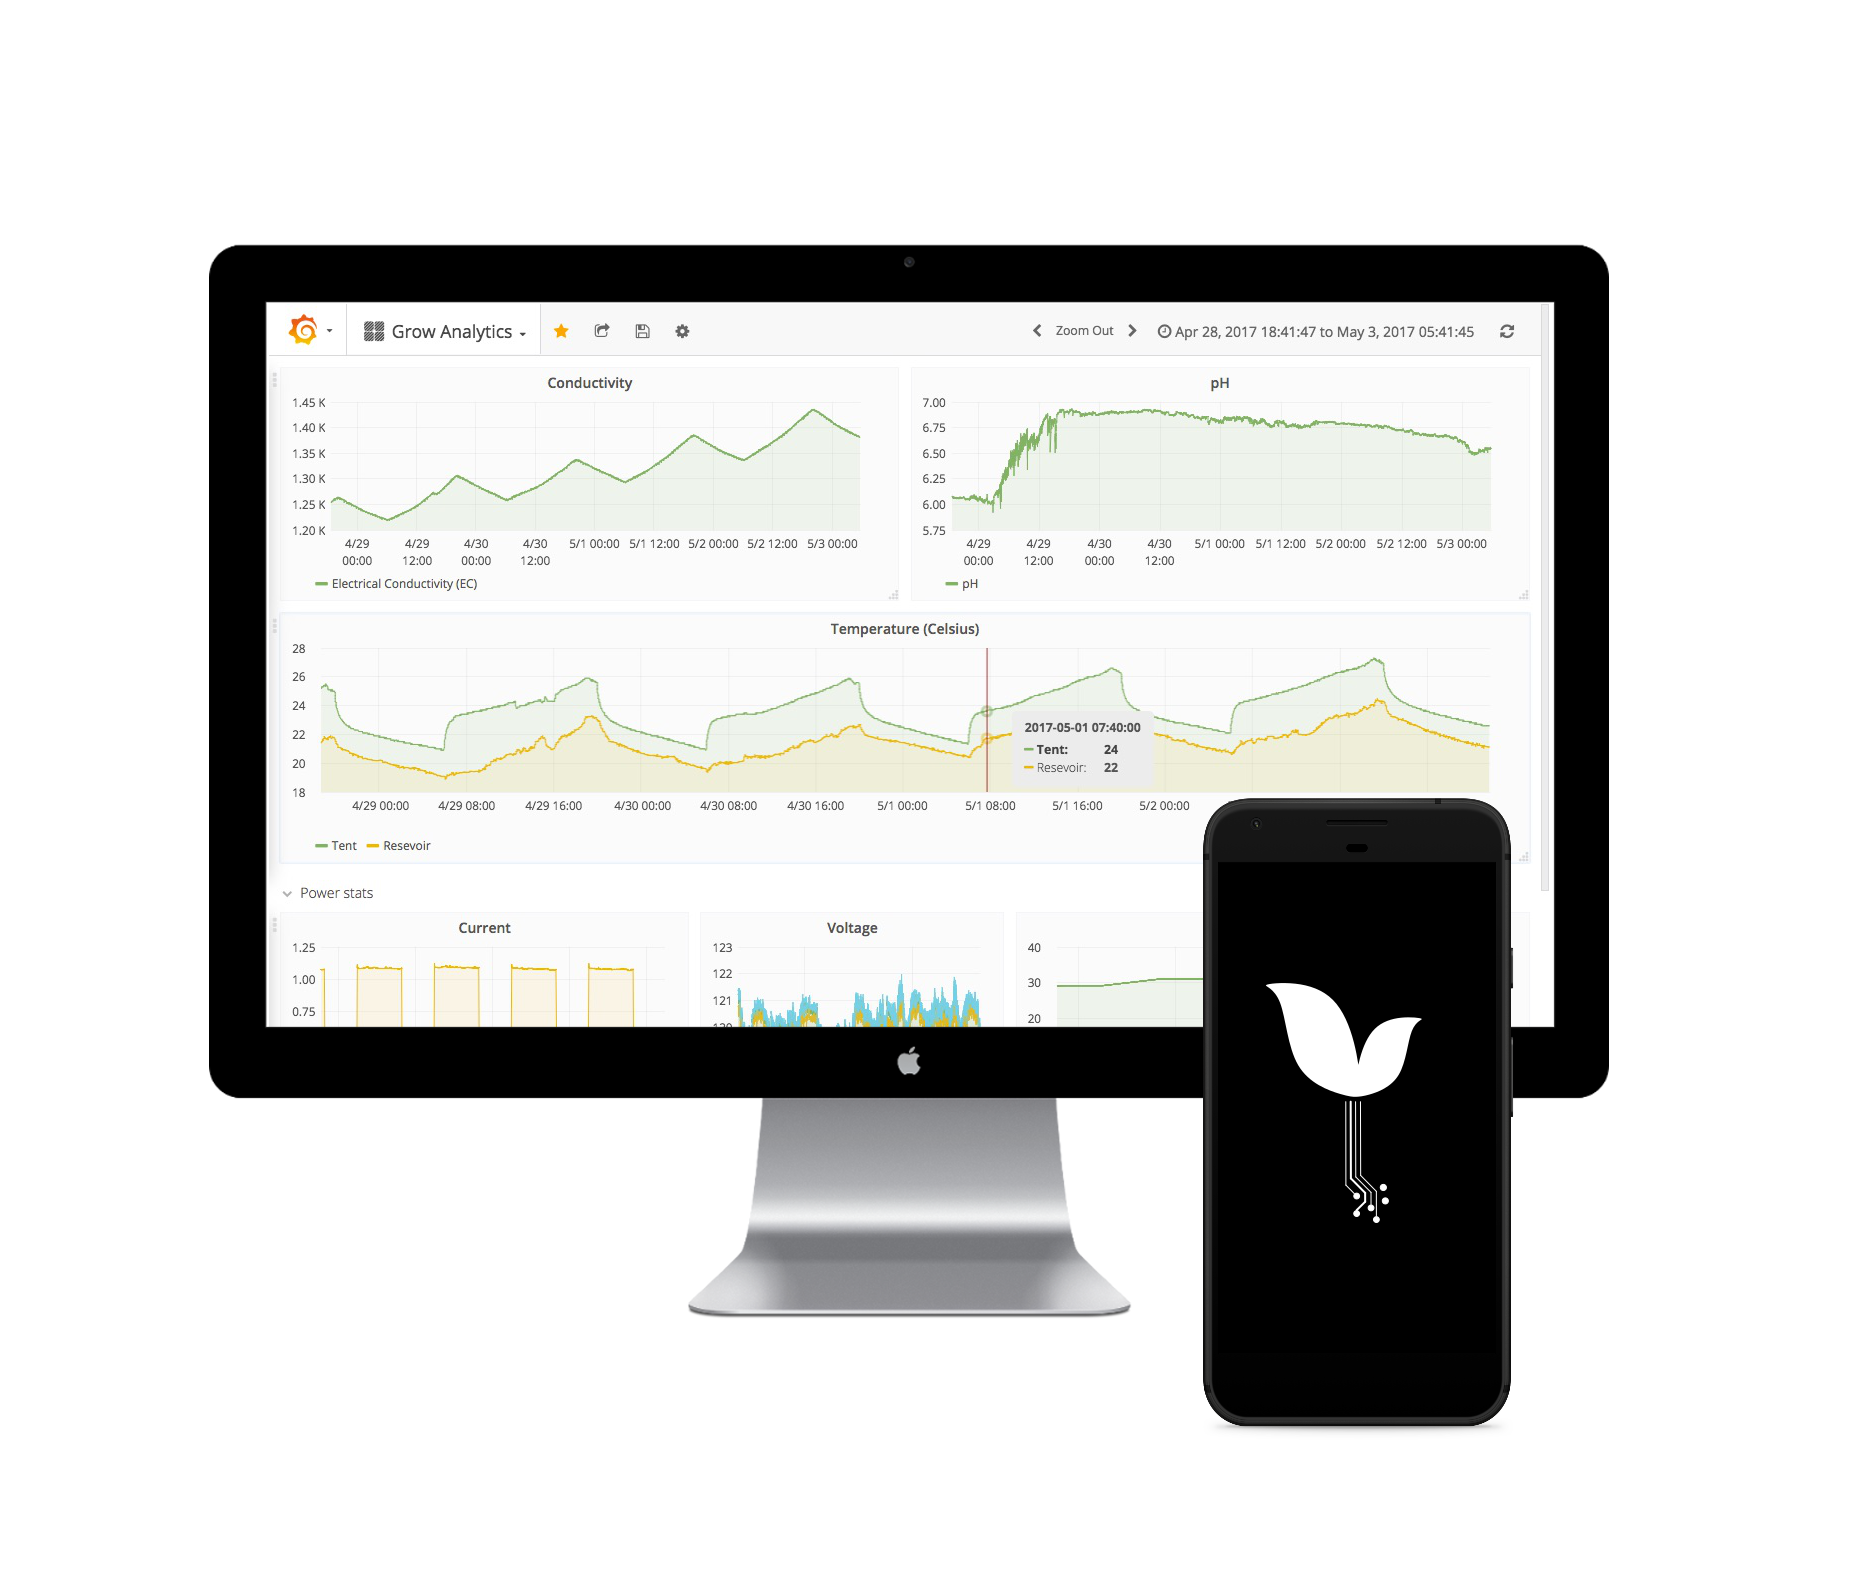 Grow Analytics
Zoom Out
Apr 28, 2017 18:41:47 to May 3, 2017 05:41:45
Conductivity
1.45 K
1.40 K
1.35 K
1.30 K
1.25 K
1.20 K
4/29 4/29 4/30 4/30 5/1 00:00 5/1 12:00 5/2 00:00 5/2 12:00 5/3 00:00
00:00 12:00 00:00 12:00
Electrical Conductivity (EC)
pH
7.00
6.75
6.50
6.25
6.00
5.75
4/29 4/29 4/30 4/30 5/1 00:00 5/1 12:00 5/2 00:00 5/2 12:00 5/3 00:00
00:00 12:00 00:00 12:00
pH
Temperature (Celsius)
28
26
24
22
20
18
2017-05-01 07:40:00
Tent: 24
Resevoir: 22
4/29 00:00 4/29 08:00 4/29 16:00 4/30 00:00 4/30 08:00 4/30 16:00 5/1 00:00 5/1 08:00 5/1 16:00 5/2 00:00
Tent Resevoir
Power stats
Current
1.25
1.00
0.75
Voltage
123
122
121
120
40
30
20